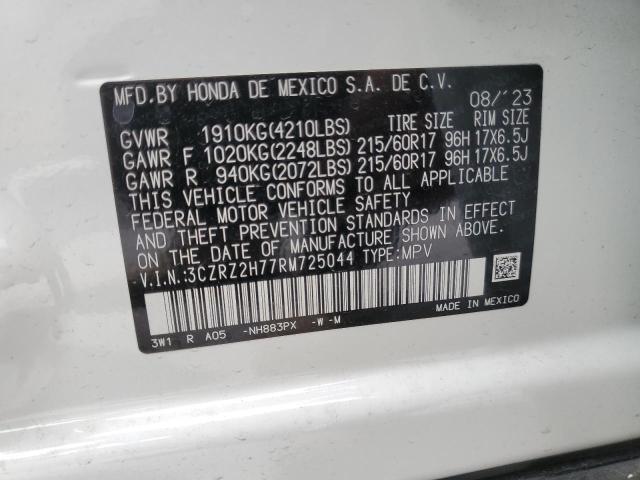 MFD.BY HONDA DE MEXICO S.A. DE C.V. 08/'23
TIRE SIZE RIM SIZE
GVWR 1910KG(4210LBS)
GAWR F 1020KG(2248LBS) 215/60R17 96H 17X6.5J
GAWR R 940KG(2072LBS) 215/60R17 96H 17X6.5J
THIS VEHICLE CONFORMS TO ALL APPLICABLE
FEDERAL MOTOR VEHICLE SAFETY
AND THEFT PREVENTION STANDARDS IN EFFECT
ON THE DATE OF MANUFACTURE SHOWN ABOVE.
V.I.N.:3CZRZ2H77RM725044 TYPE:MPV
3W1 R A05 -NH883PX -W -M
MADE IN MEXICO